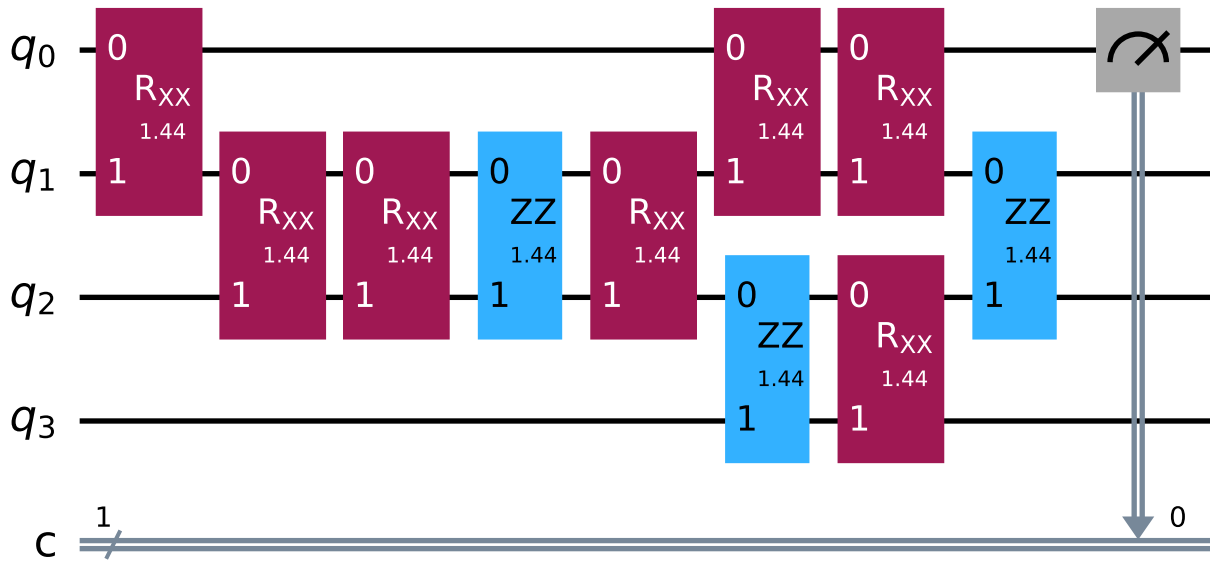 q0 0 0 0
RXX RXX RXX
1.44 1.44 1.44
q1 1 0 0 0 0 1 1 0
RXX RXX ZZ RXX ZZ
1.44 1.44 1.44 1.44 1.44
q2 1 1 1 1 0 0 1
ZZ RXX
1.44 1.44
q3 1 1
1 0
c